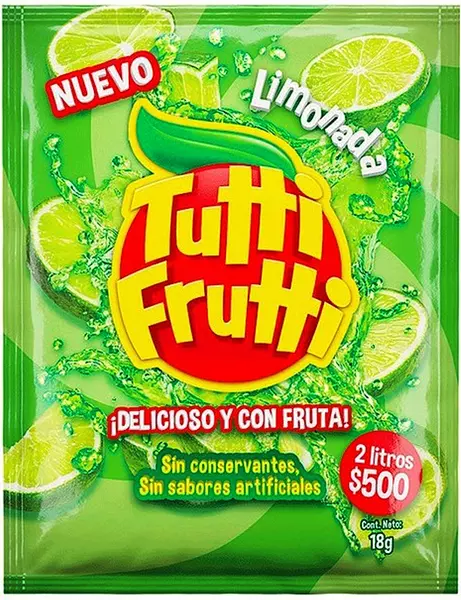 NUEVO
Limonada
Tutti
Frutti
¡DELICIOSO Y CON FRUTA!
Sin conservantes,
Sin sabores artificiales
2 litros
$500
Cont. Neto:
18g